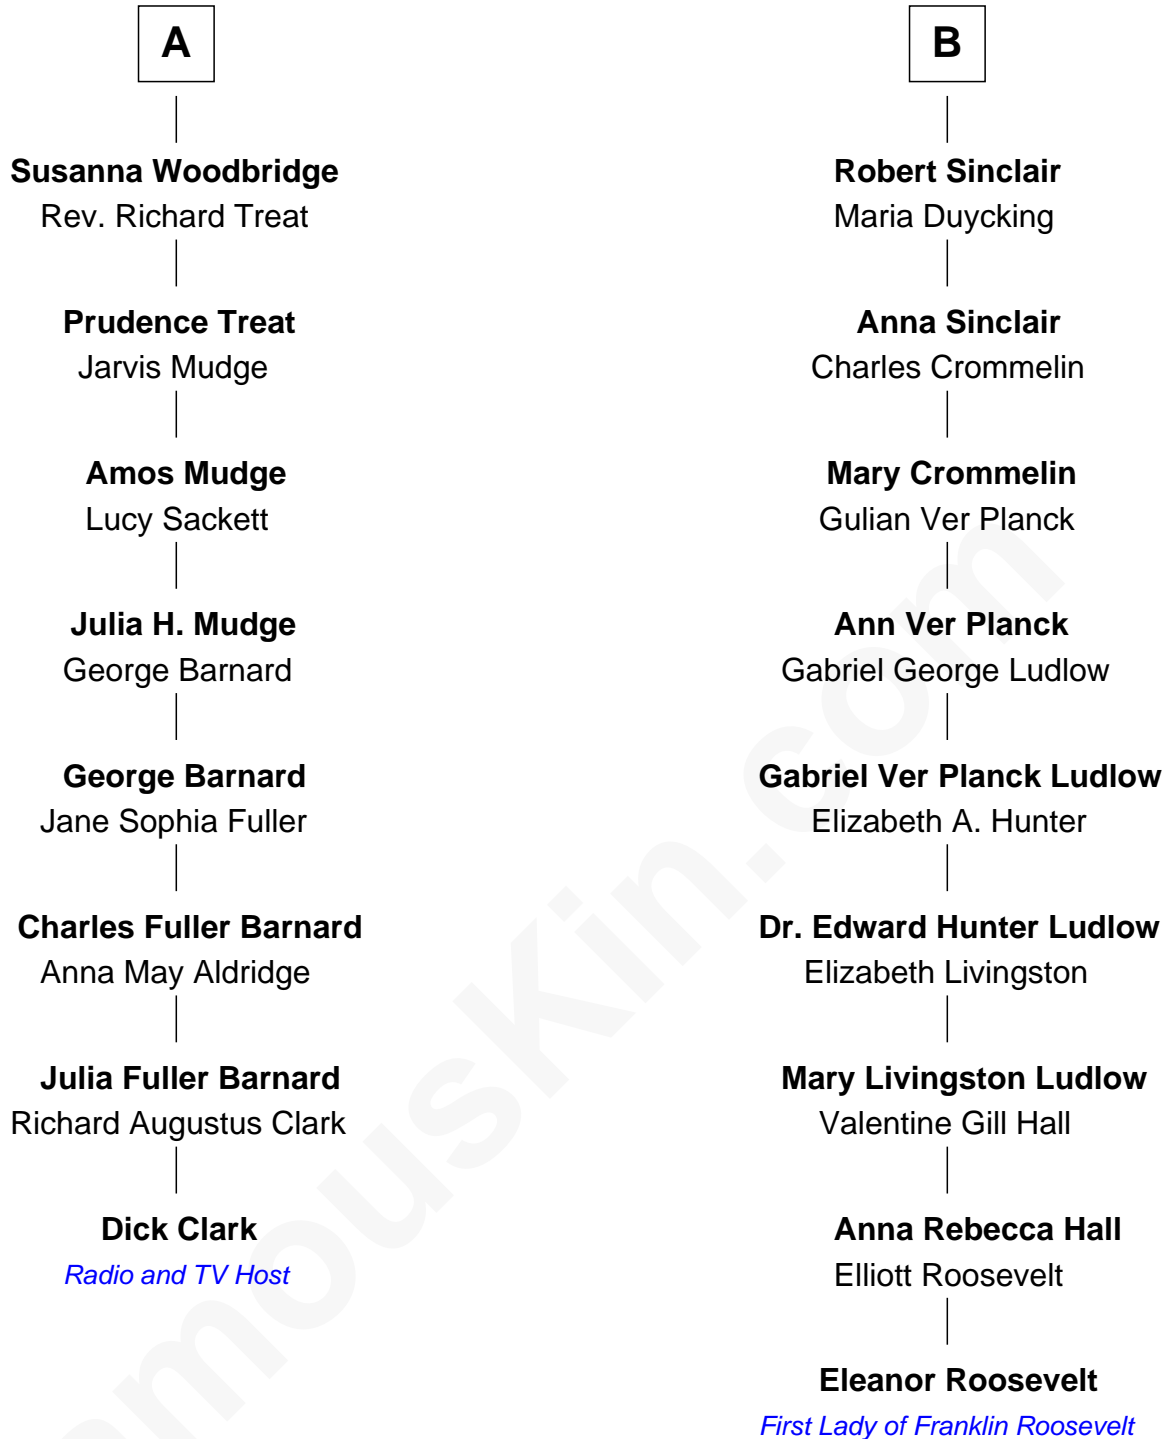 A
Susanna Woodbridge
Rev. Richard Treat
Prudence Treat
Jarvis Mudge
Amos Mudge
Lucy Sackett
Julia H. Mudge
George Barnard
George Barnard
Jane Sophia Fuller
Charles Fuller Barnard
Anna May Aldridge
Julia Fuller Barnard
Richard Augustus Clark
Dick Clark
Radio and TV Host
B
Robert Sinclair
Maria Duycking
Anna Sinclair
Charles Crommelin
Mary Crommelin
Gulian Ver Planck
Ann Ver Planck
Gabriel George Ludlow
Gabriel Ver Planck Ludlow
Elizabeth A. Hunter
Dr. Edward Hunter Ludlow
Elizabeth Livingston
Mary Livingston Ludlow
Valentine Gill Hall
Anna Rebecca Hall
Elliott Roosevelt
Eleanor Roosevelt
First Lady of Franklin Roosevelt
amouskin.com